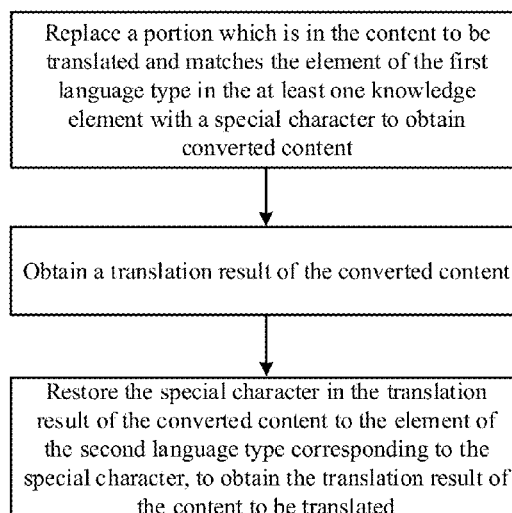 Replace a portion which is in the content to be
translated and matches the element of the first
language type in the at least one knowledge
element with a special character to obtain
converted content
Obtain a translation result of the converted content
Restore the special character in the translation
result of the converted content to the element of
the second language type corresponding to the
special character, to obtain the translation result of
the content to be translated